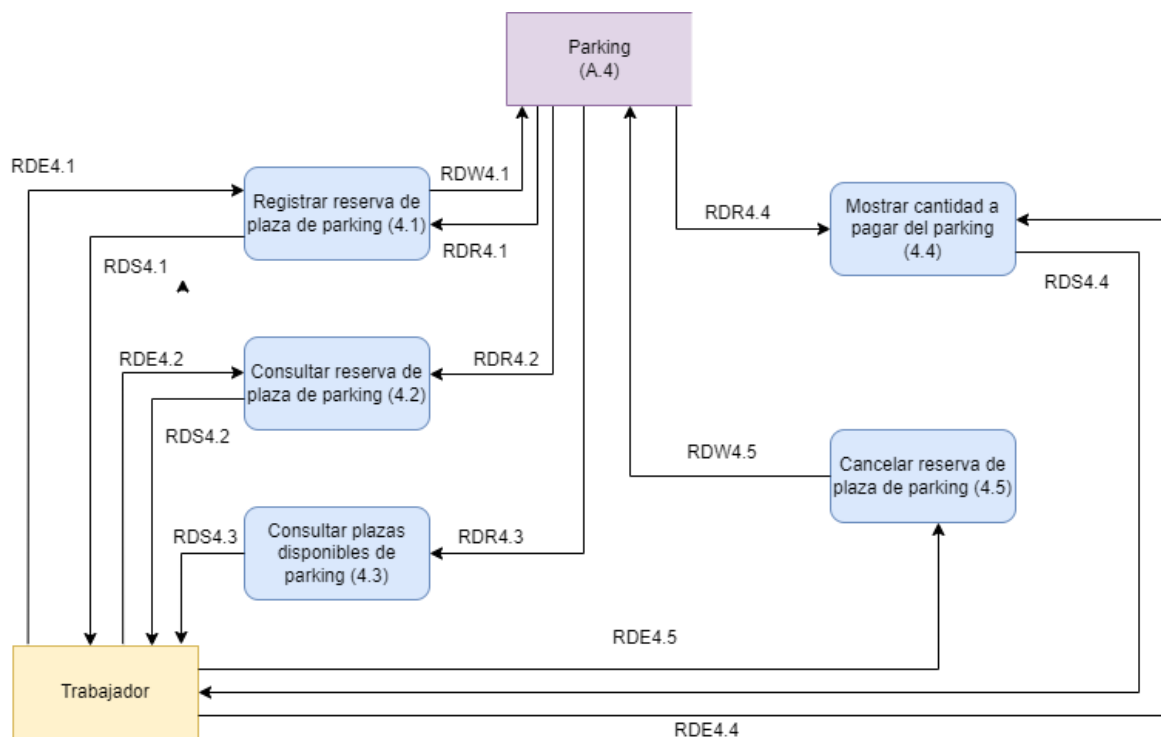 Parking
(A.4)
RDE4.1
RDW4.1
Registrar reserva de
plaza de parking (4.1)
RDR4.1
RDS4.1
Mostrar cantidad a
pagar del parking
(4.4)
RDR4.4
RDS4.4
RDE4.2
RDR4.2
Consultar reserva de
plaza de parking (4.2)
RDS4.2
RDW4.5
Cancelar reserva de
plaza de parking (4.5)
RDS4.3
Consultar plazas
disponibles de
parking (4.3)
RDR4.3
RDE4.5
Trabajador
RDE4.4